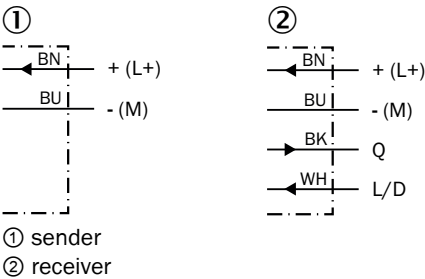 ① ②
BN + (L+) BN + (L+)
BU - (M) BU - (M)
BK Q
WH L/D
① sender
② receiver